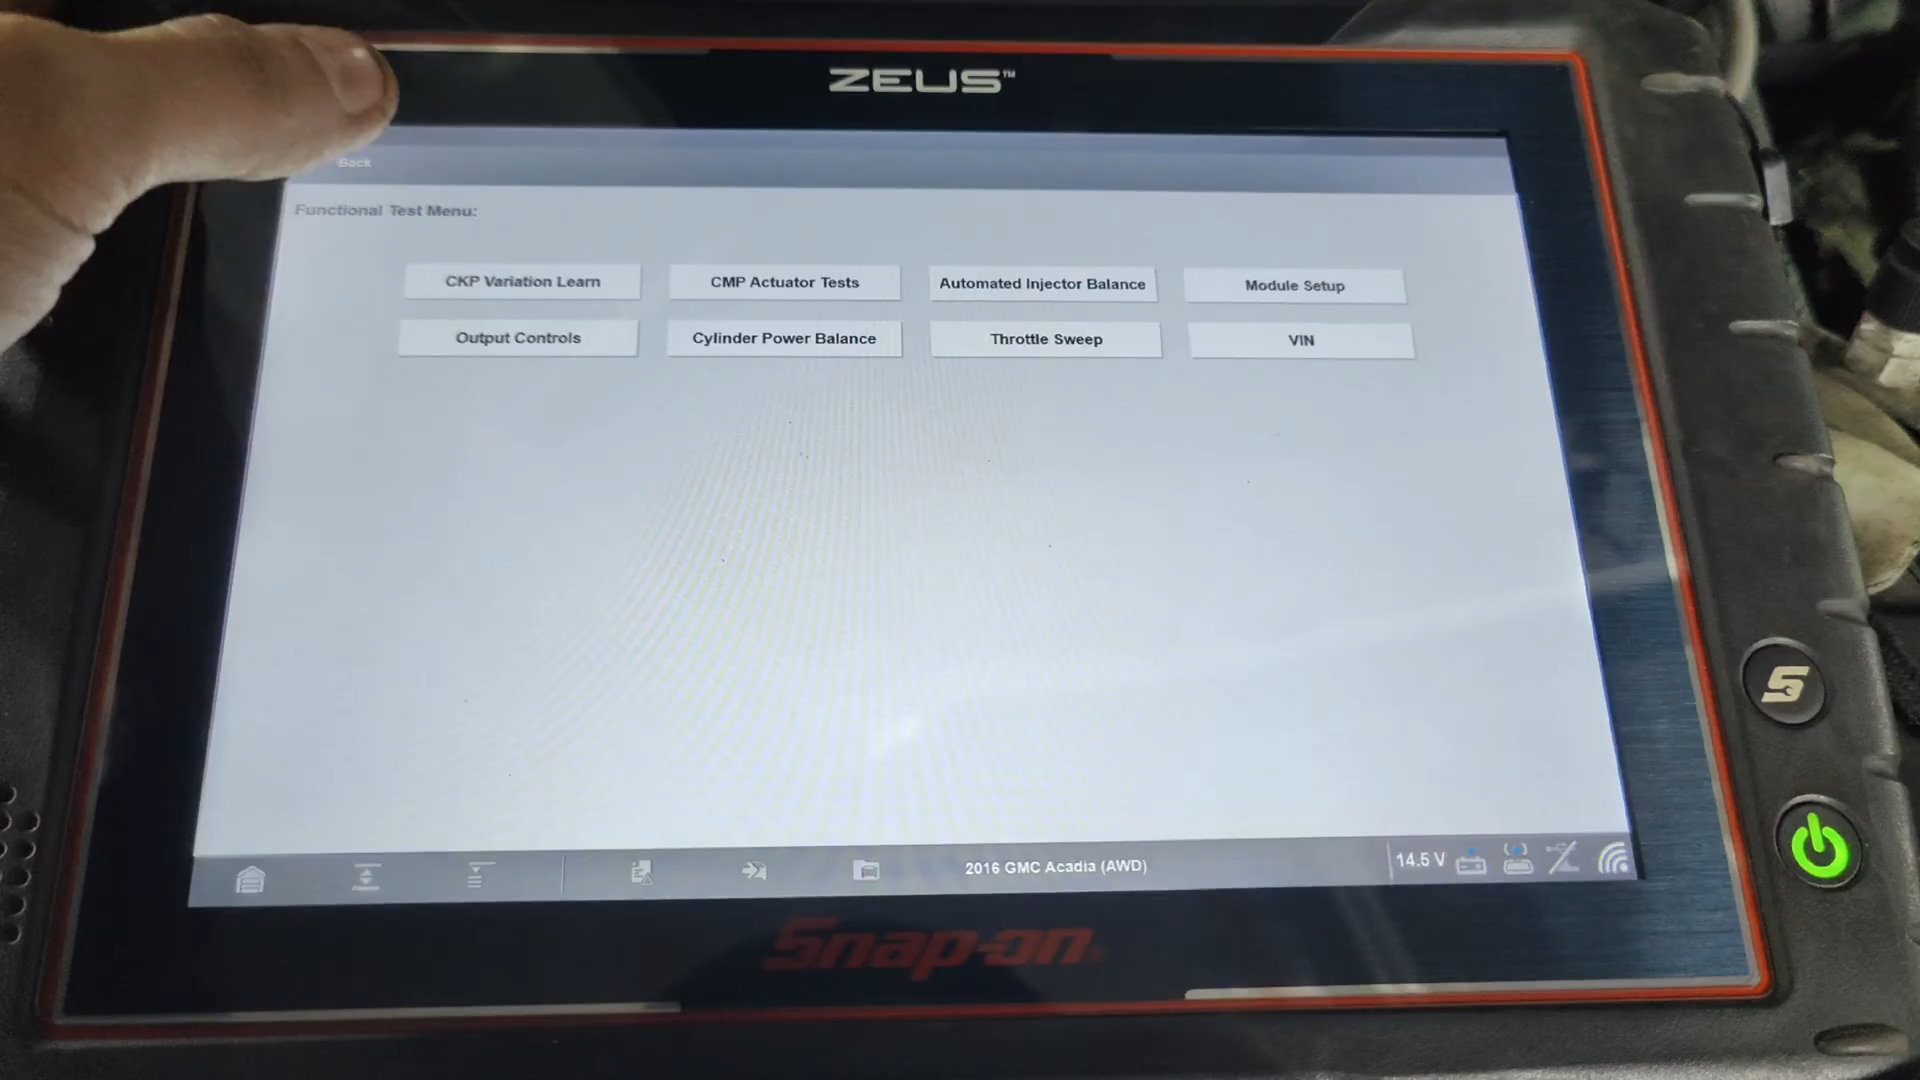 ZEUS™
Back
Functional Test Menu:
CKP Variation Learn
CMP Actuator Tests
Automated Injector Balance
Module Setup
Output Controls
Cylinder Power Balance
Throttle Sweep
VIN
2016 GMC Acadia (AWD)
14.5 V
Snap-on®
S